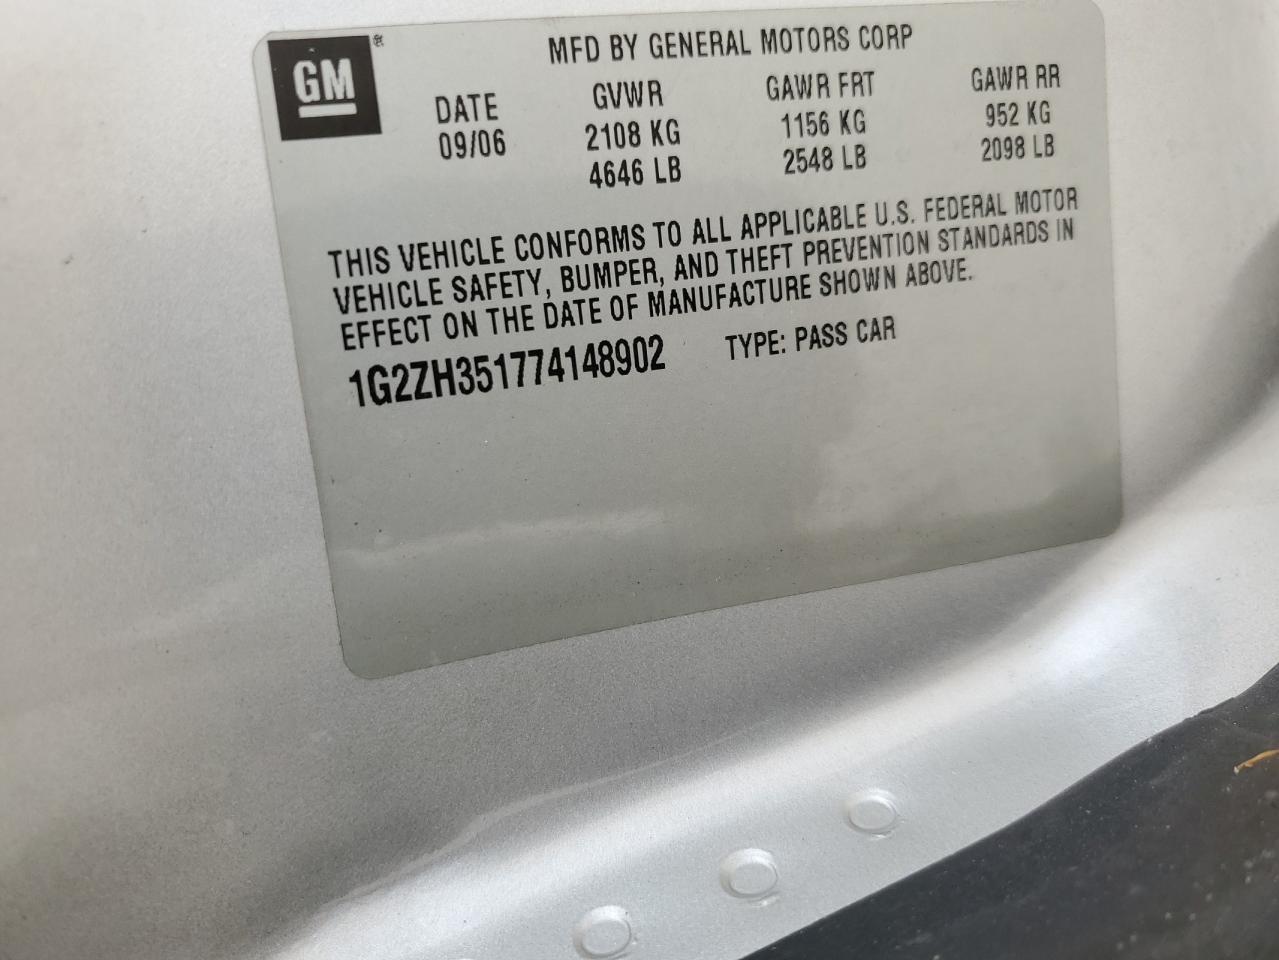 GM®
MFD BY GENERAL MOTORS CORP
DATE GVWR GAWR FRT GAWR RR
09/06 2108 KG 1156 KG 952 KG
4646 LB 2548 LB 2098 LB
THIS VEHICLE CONFORMS TO ALL APPLICABLE U.S. FEDERAL MOTOR
VEHICLE SAFETY, BUMPER, AND THEFT PREVENTION STANDARDS IN
EFFECT ON THE DATE OF MANUFACTURE SHOWN ABOVE.
1G2ZH351774148902 TYPE: PASS CAR